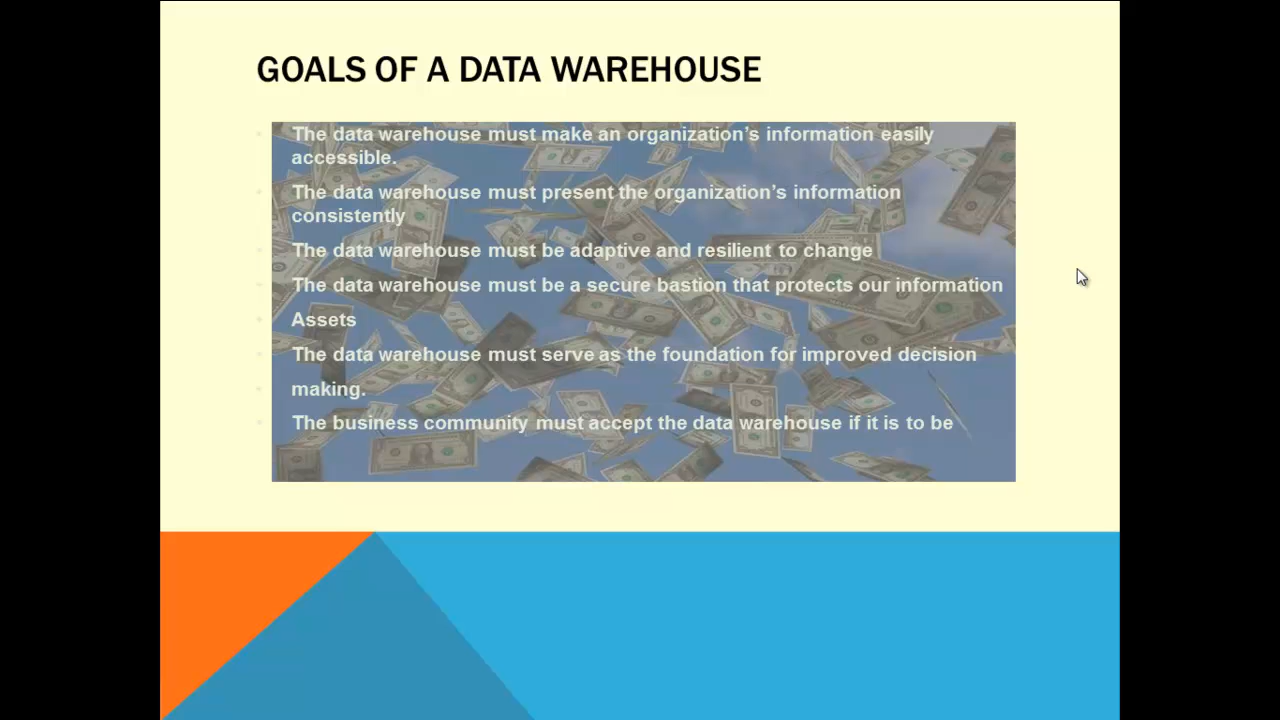 GOALS OF A DATA WAREHOUSE
The data warehouse must make an organization’s information easily
accessible.
The data warehouse must present the organization’s information
consistently
The data warehouse must be adaptive and resilient to change
The data warehouse must be a secure bastion that protects our information
Assets
The data warehouse must serve as the foundation for improved decision
making.
The business community must accept the data warehouse if it is to be